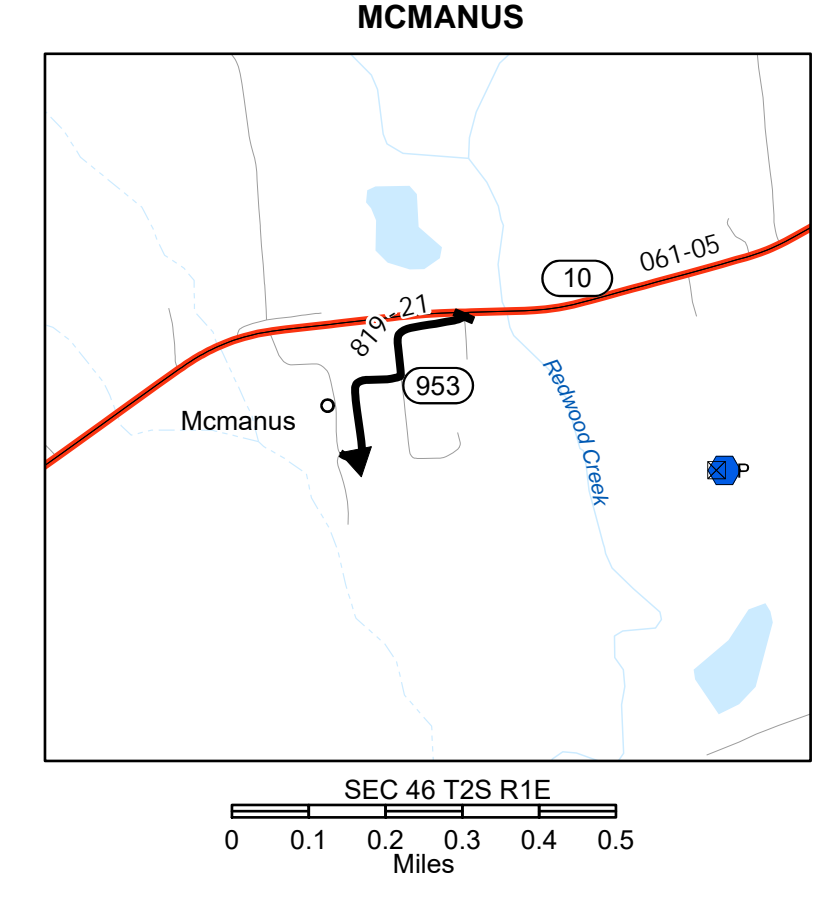 MCMANUS
061-05
10
819-21
953
Mcmanus
Redwood Creek
P
SEC 46 T2S R1E
0 0.1 0.2 0.3 0.4 0.5
Miles